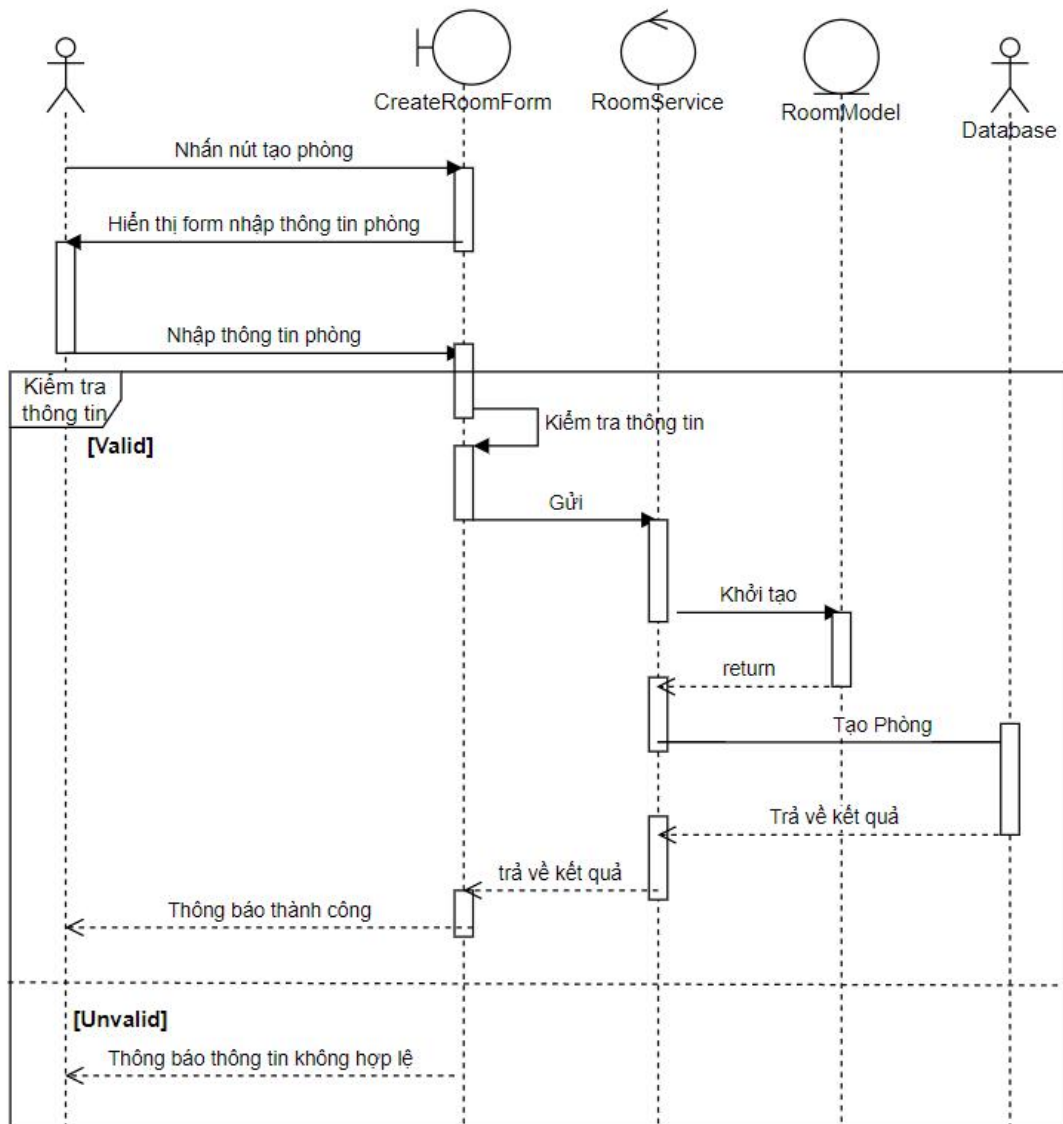 CreateRoomForm
RoomService
RoomModel
Database
Nhấn nút tạo phòng
Hiển thị form nhập thông tin phòng
Nhập thông tin phòng
Kiểm tra
thông tin
[Valid]
Kiểm tra thông tin
Gửi
Khởi tạo
return
Tạo Phòng
Trả về kết quả
trả về kết quả
Thông báo thành công
[Unvalid]
Thông báo thông tin không hợp lệ